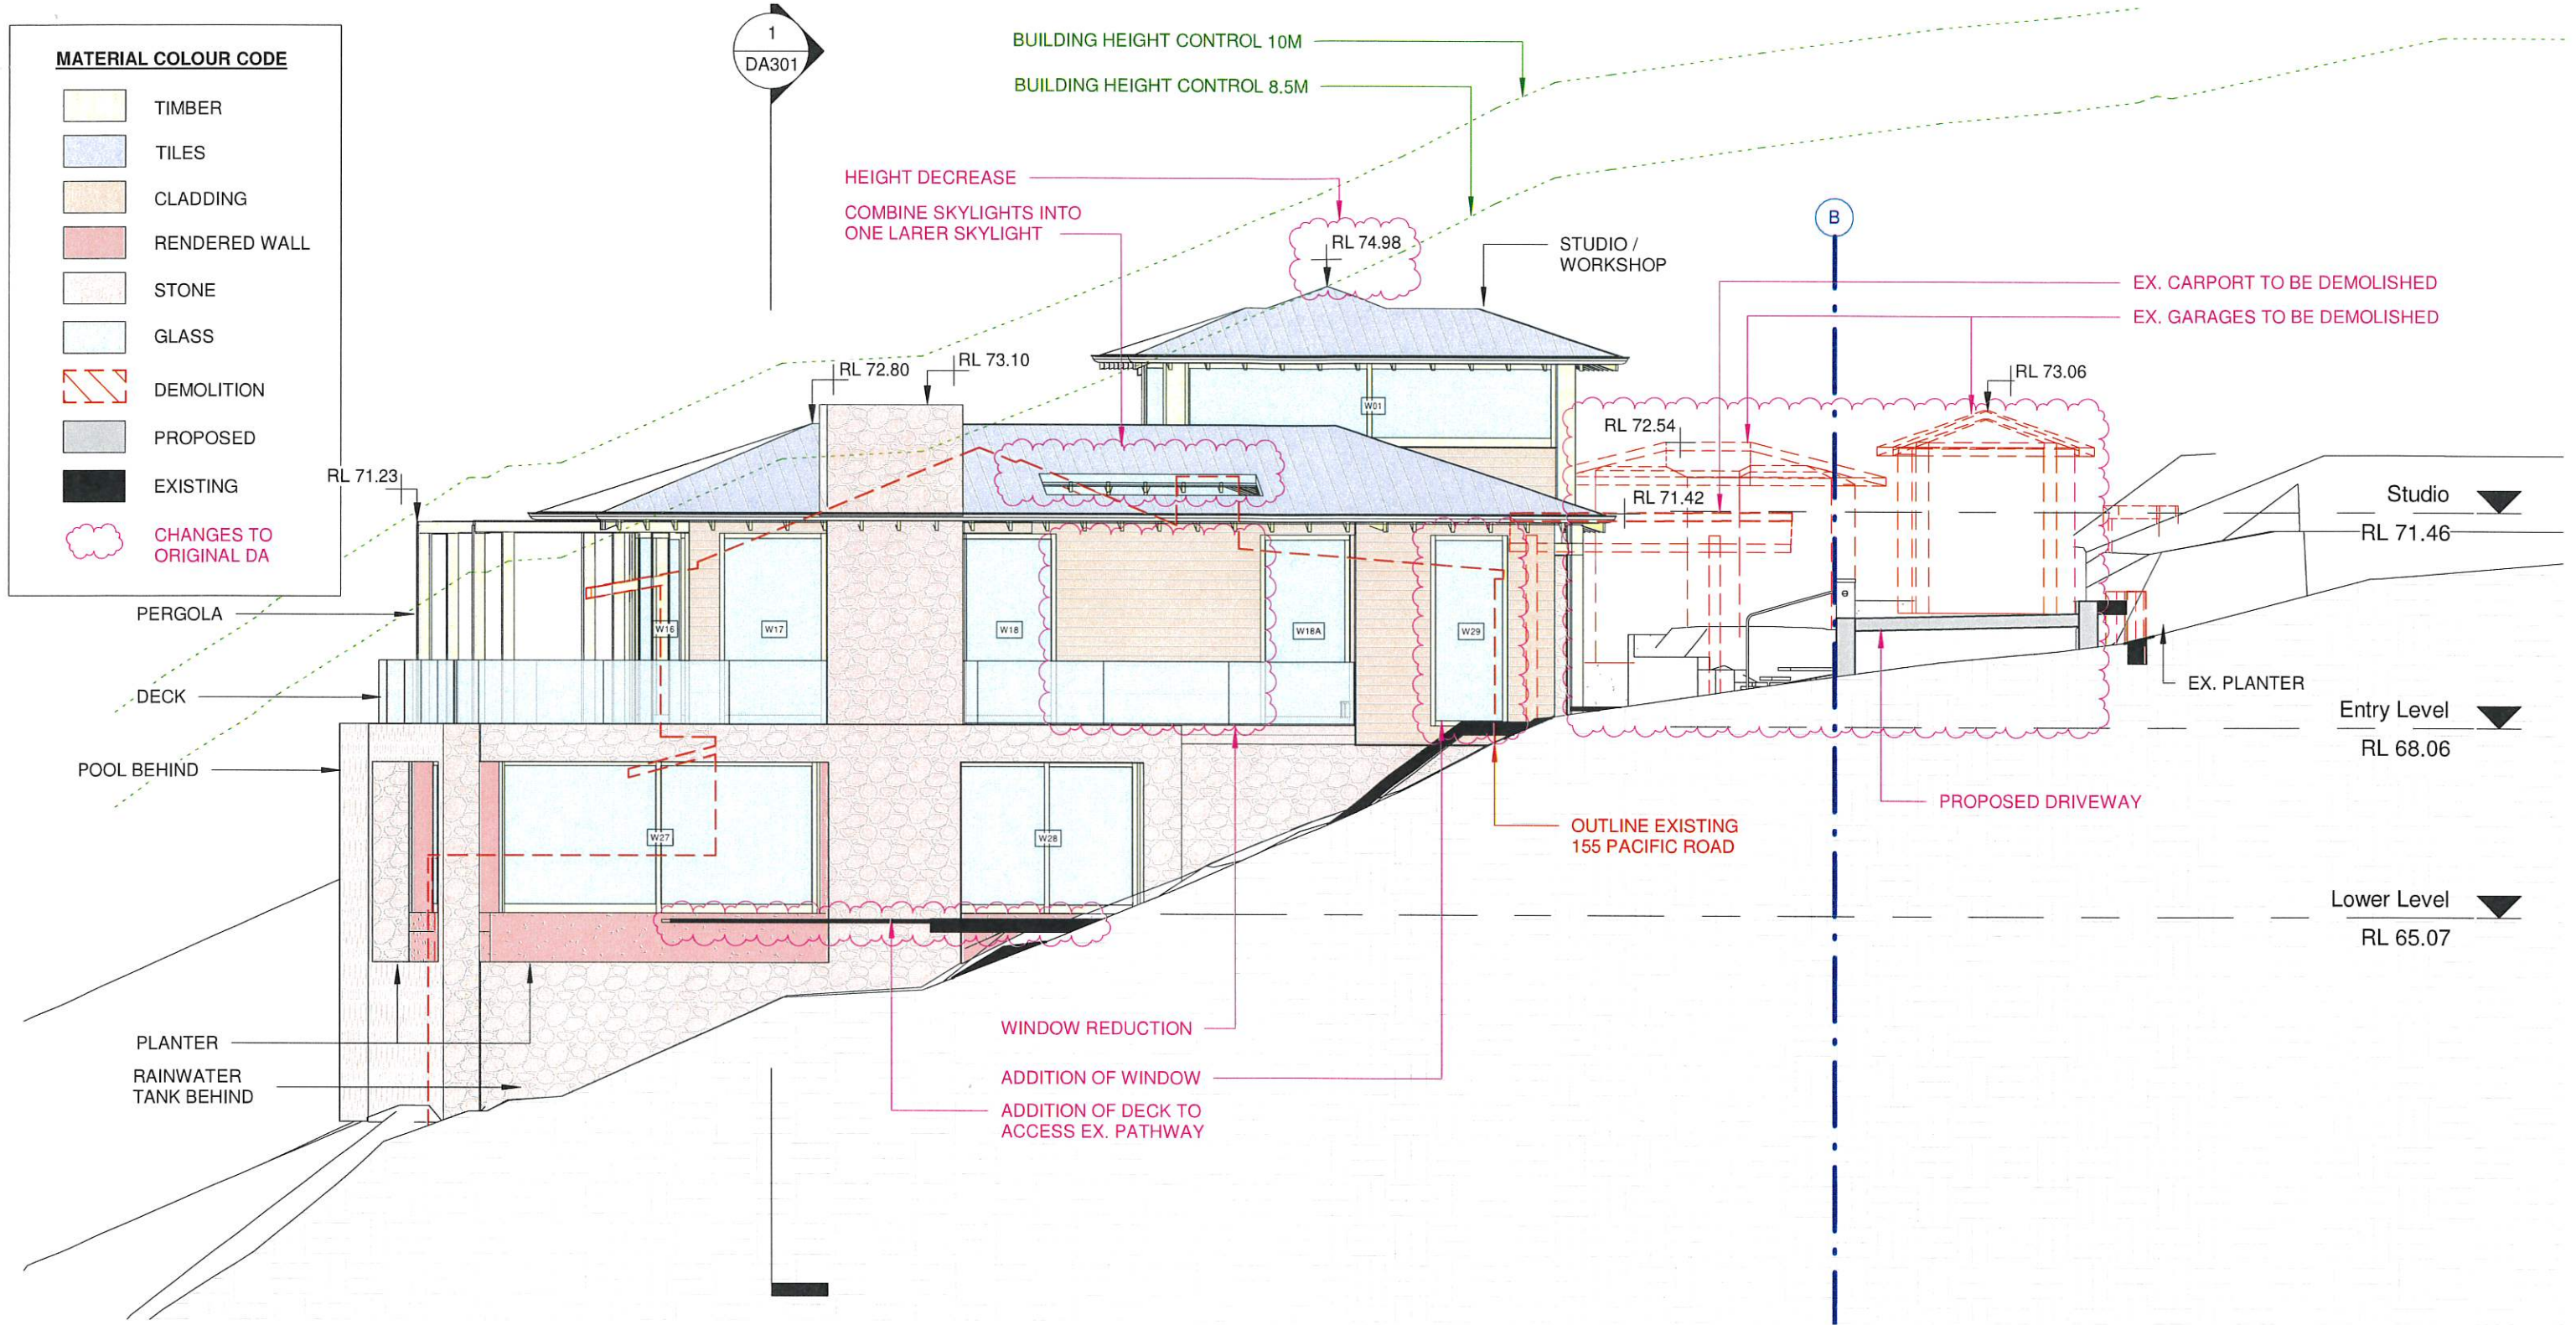 MATERIAL COLOUR CODE
TIMBER
TILES
CLADDING
RENDERED WALL
STONE
GLASS
DEMOLITION
PROPOSED
EXISTING
CHANGES TO
ORIGINAL DA
1
DA301
BUILDING HEIGHT CONTROL 10M
BUILDING HEIGHT CONTROL 8.5M
HEIGHT DECREASE
COMBINE SKYLIGHTS INTO
ONE LARER SKYLIGHT
RL 74.98
STUDIO /
WORKSHOP
B
EX. CARPORT TO BE DEMOLISHED
EX. GARAGES TO BE DEMOLISHED
RL 72.80
RL 73.10
RL 73.06
W01
RL 72.54
RL 71.23
RL 71.42
Studio
RL 71.46
PERGOLA
W16
W17
W18
W18A
W29
DECK
EX. PLANTER
Entry Level
RL 68.06
POOL BEHIND
PROPOSED DRIVEWAY
OUTLINE EXISTING
155 PACIFIC ROAD
W27
W28
Lower Level
RL 65.07
WINDOW REDUCTION
PLANTER
RAINWATER
TANK BEHIND
ADDITION OF WINDOW
ADDITION OF DECK TO
ACCESS EX. PATHWAY